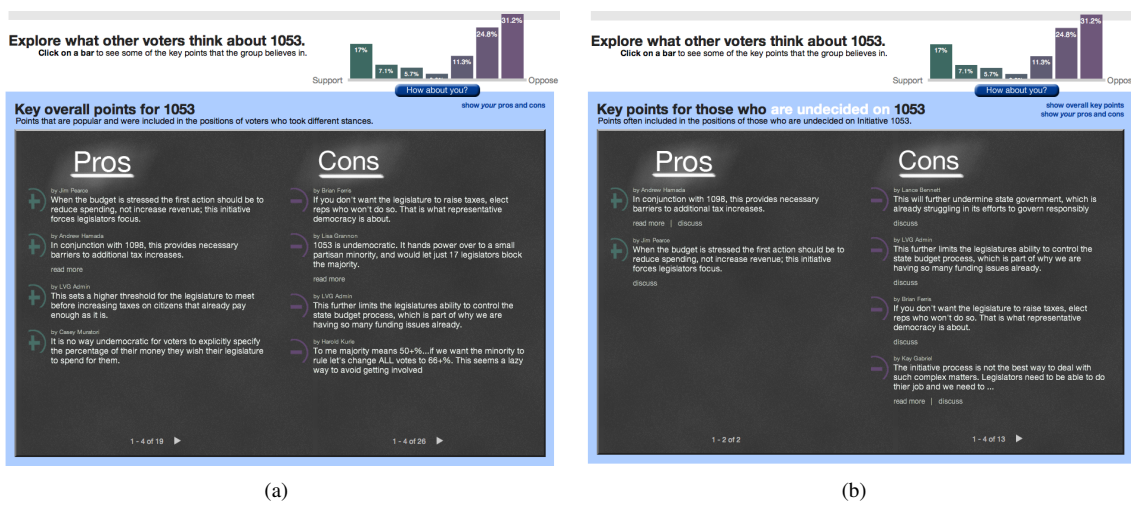 Explore what other voters think about 1053.
Click on a bar to see some of the key points that the group believes in.
17%
7.1%
5.7%
11.3%
24.8%
31.2%
Support
Oppose
How about you?
Key overall points for 1053
show your pros and cons
Points that are popular and were included in the positions of voters who took different stances.
Pros
by Jim Pearce
When the budget is stressed the first action should be to
reduce spending, not increase revenue; this initiative
forces legislators focus.
by Andrew Hamada
In conjunction with 1098, this provides necessary
barriers to additional tax increases.
read more
by LVG Admin
This sets a higher threshold for the legislature to meet
before increasing taxes on citizens that already pay
enough as it is.
by Casey Muratori
It is no way undemocratic for voters to explicitly specify
the percentage of their money they wish their legislature
to spend for them.
1 - 4 of 19
Cons
by Brian Ferris
If you don't want the legislature to raise taxes, elect
reps who won't do so. That is what representative
democracy is about.
by Lisa Grannon
1053 is undemocratic. It hands power over to a small
partisan minority, and would let just 17 legislators block
the majority.
read more
by LVG Admin
This further limits the legislatures ability to control the
state budget process, which is part of why we are
having so many funding issues already.
by Harold Kurle
To me majority means 50+%...if we want the minority to
rule let's change ALL votes to 66+%. This seems a lazy
way to avoid getting involved
1 - 4 of 26
(a)
Explore what other voters think about 1053.
Click on a bar to see some of the key points that the group believes in.
17%
7.1%
5.7%
11.3%
24.8%
31.2%
Support
Oppos
How about you?
Key points for those who are undecided on 1053
show overall key points
show your pros and cons
Points often included in the positions of those who are undecided on Initiative 1053.
Pros
by Andrew Hamada
In conjunction with 1098, this provides necessary
barriers to additional tax increases.
read more | discuss
by Jim Pearce
When the budget is stressed the first action should be to
reduce spending, not increase revenue; this initiative
forces legislators focus.
discuss
1 - 2 of 2
Cons
by Lance Bennett
This will further undermine state government, which is
already struggling in its efforts to govern responsibly
discuss
by LVG Admin
This further limits the legislatures ability to control the
state budget process, which is part of why we are
having so many funding issues already.
discuss
by Brian Ferris
If you don't want the legislature to raise taxes, elect
reps who won't do so. That is what representative
democracy is about.
discuss
by Kay Gabriel
The initiative process is not the best way to deal with
such complex matters. Legislators need to be able to do
thier job and we need to ...
read more | discuss
1 - 4 of 13
(b)